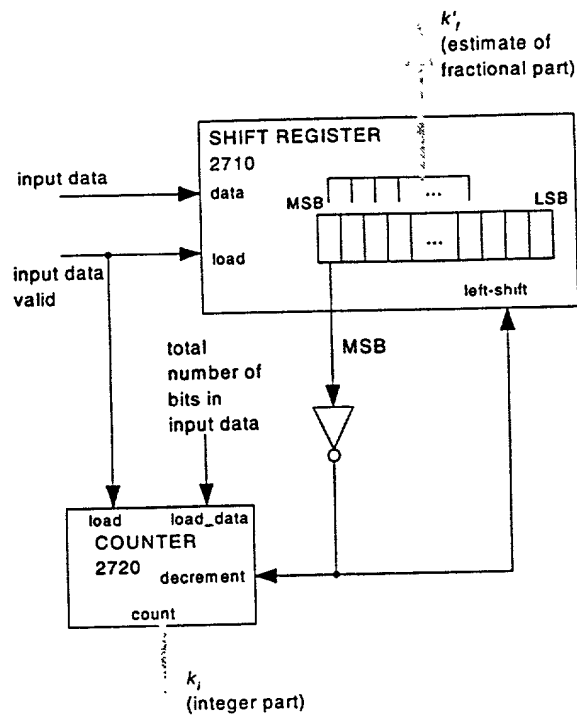 k'f
(estimate of
fractional part)
SHIFT REGISTER
2710
input data
data
MSB
...
LSB
...
load
input data
valid
left-shift
MSB
total
number of
bits in
input data
load
load_data
COUNTER
2720
decrement
count
ki
(integer part)